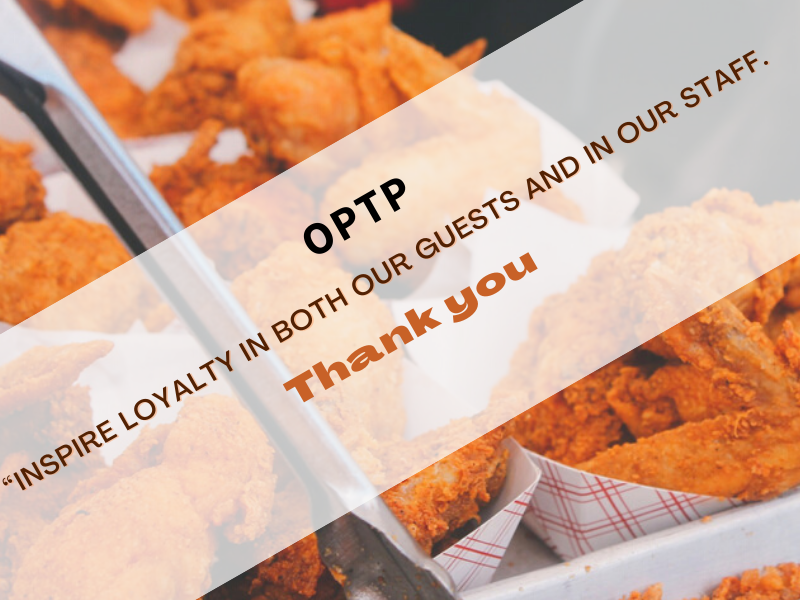 OPTP
“INSPIRE LOYALTY IN BOTH OUR GUESTS AND IN OUR STAFF.
Thank you